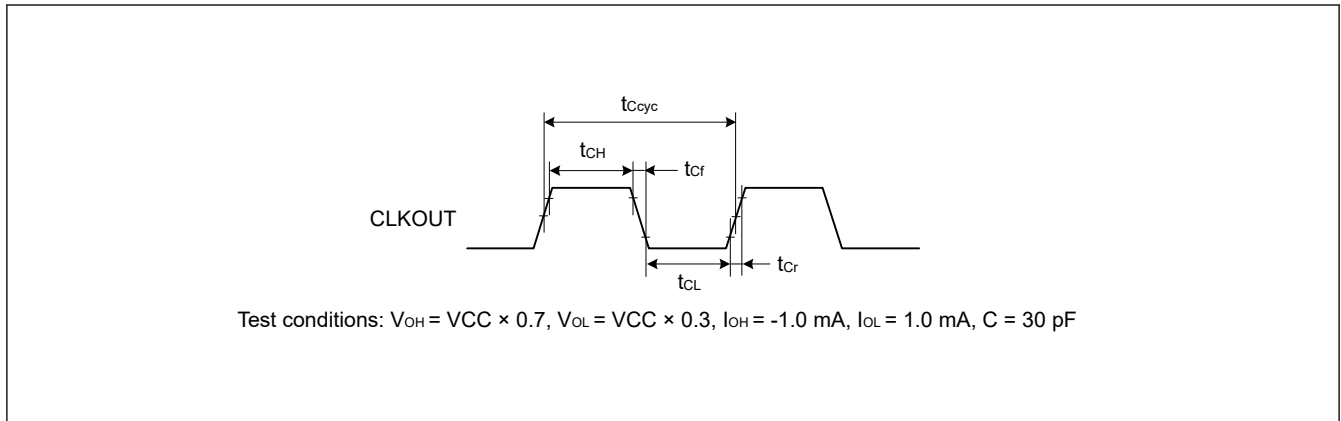 tCcyc
tCH
tCf
CLKOUT
tCL
tCr
Test conditions: VOH = VCC × 0.7, VOL = VCC × 0.3, IOH = -1.0 mA, IOL = 1.0 mA, C = 30 pF